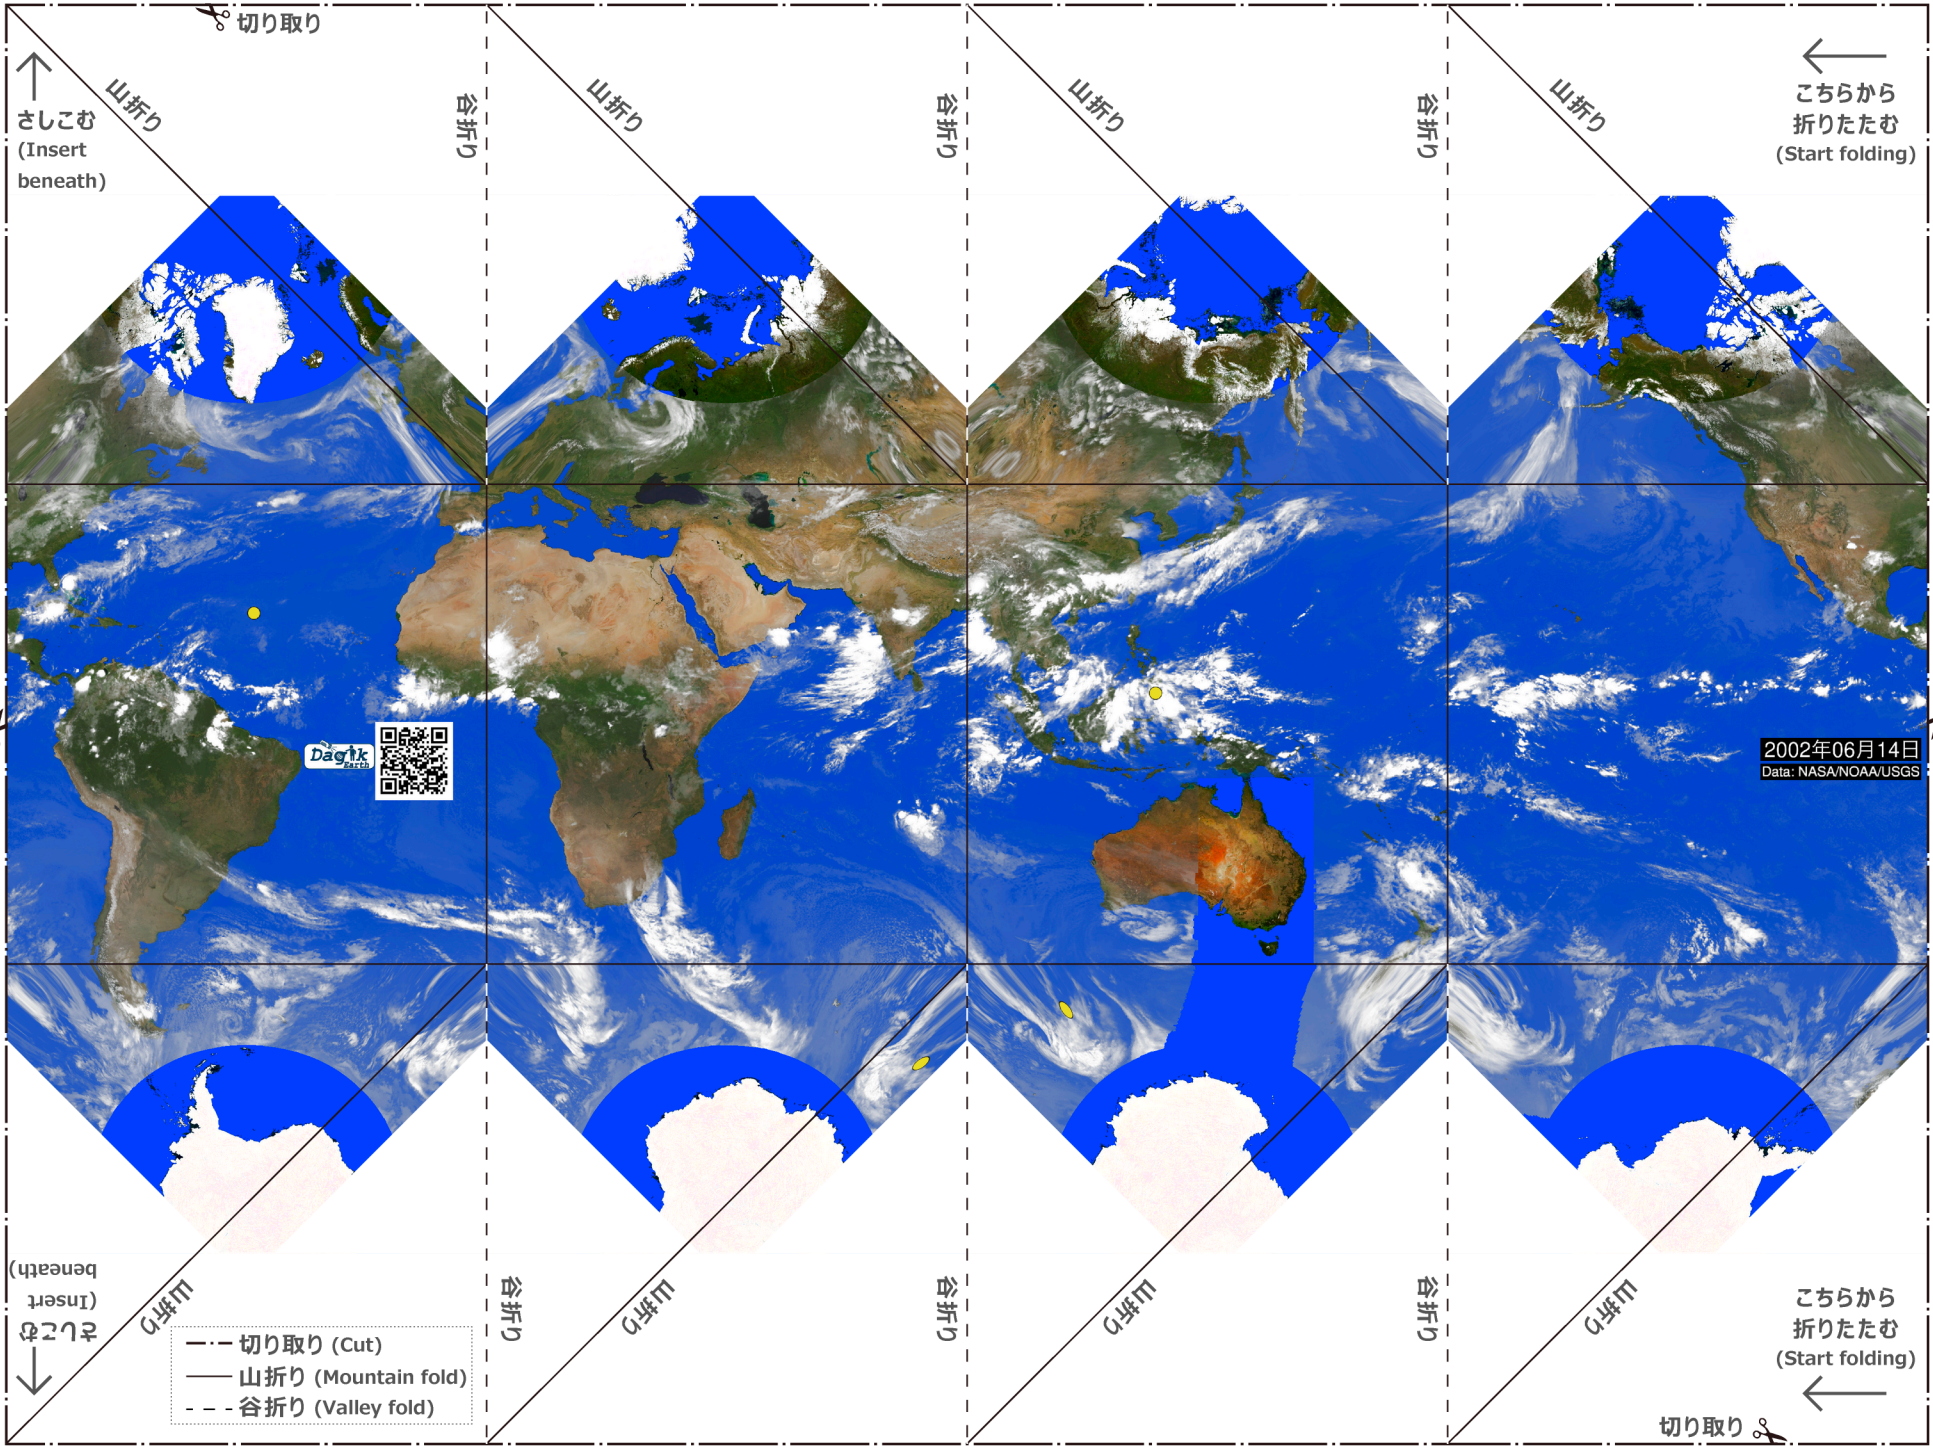 切り取り
山折り
谷折り
山折り
谷折り
山折り
谷折り
山折り
さしこむ
(Insert
beneath)
こちらから
折りたたむ
(Start folding)
Dagik
Earth
2002年06月14日
Data: NASA/NOAA/USGS
さしこむ
(Insert
beneath)
山折り
谷折り
山折り
谷折り
山折り
谷折り
山折り
切り取り (Cut)
山折り (Mountain fold)
谷折り (Valley fold)
こちらから
折りたたむ
(Start folding)
切り取り